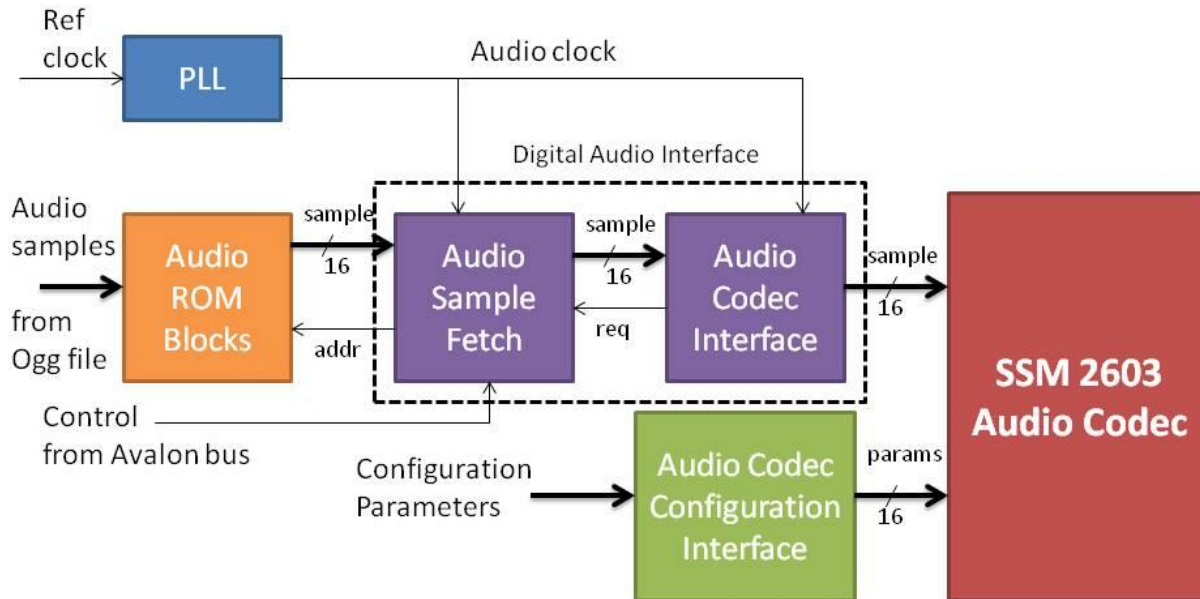 Ref
clock
PLL
Audio clock
Digital Audio Interface
Audio
samples
from
Ogg file
Audio
ROM
Blocks
sample
16
addr
Audio
Sample
Fetch
sample
16
req
Audio
Codec
Interface
sample
16
SSM 2603
Audio Codec
Control
from Avalon bus
Configuration
Parameters
Audio Codec
Configuration
Interface
params
16